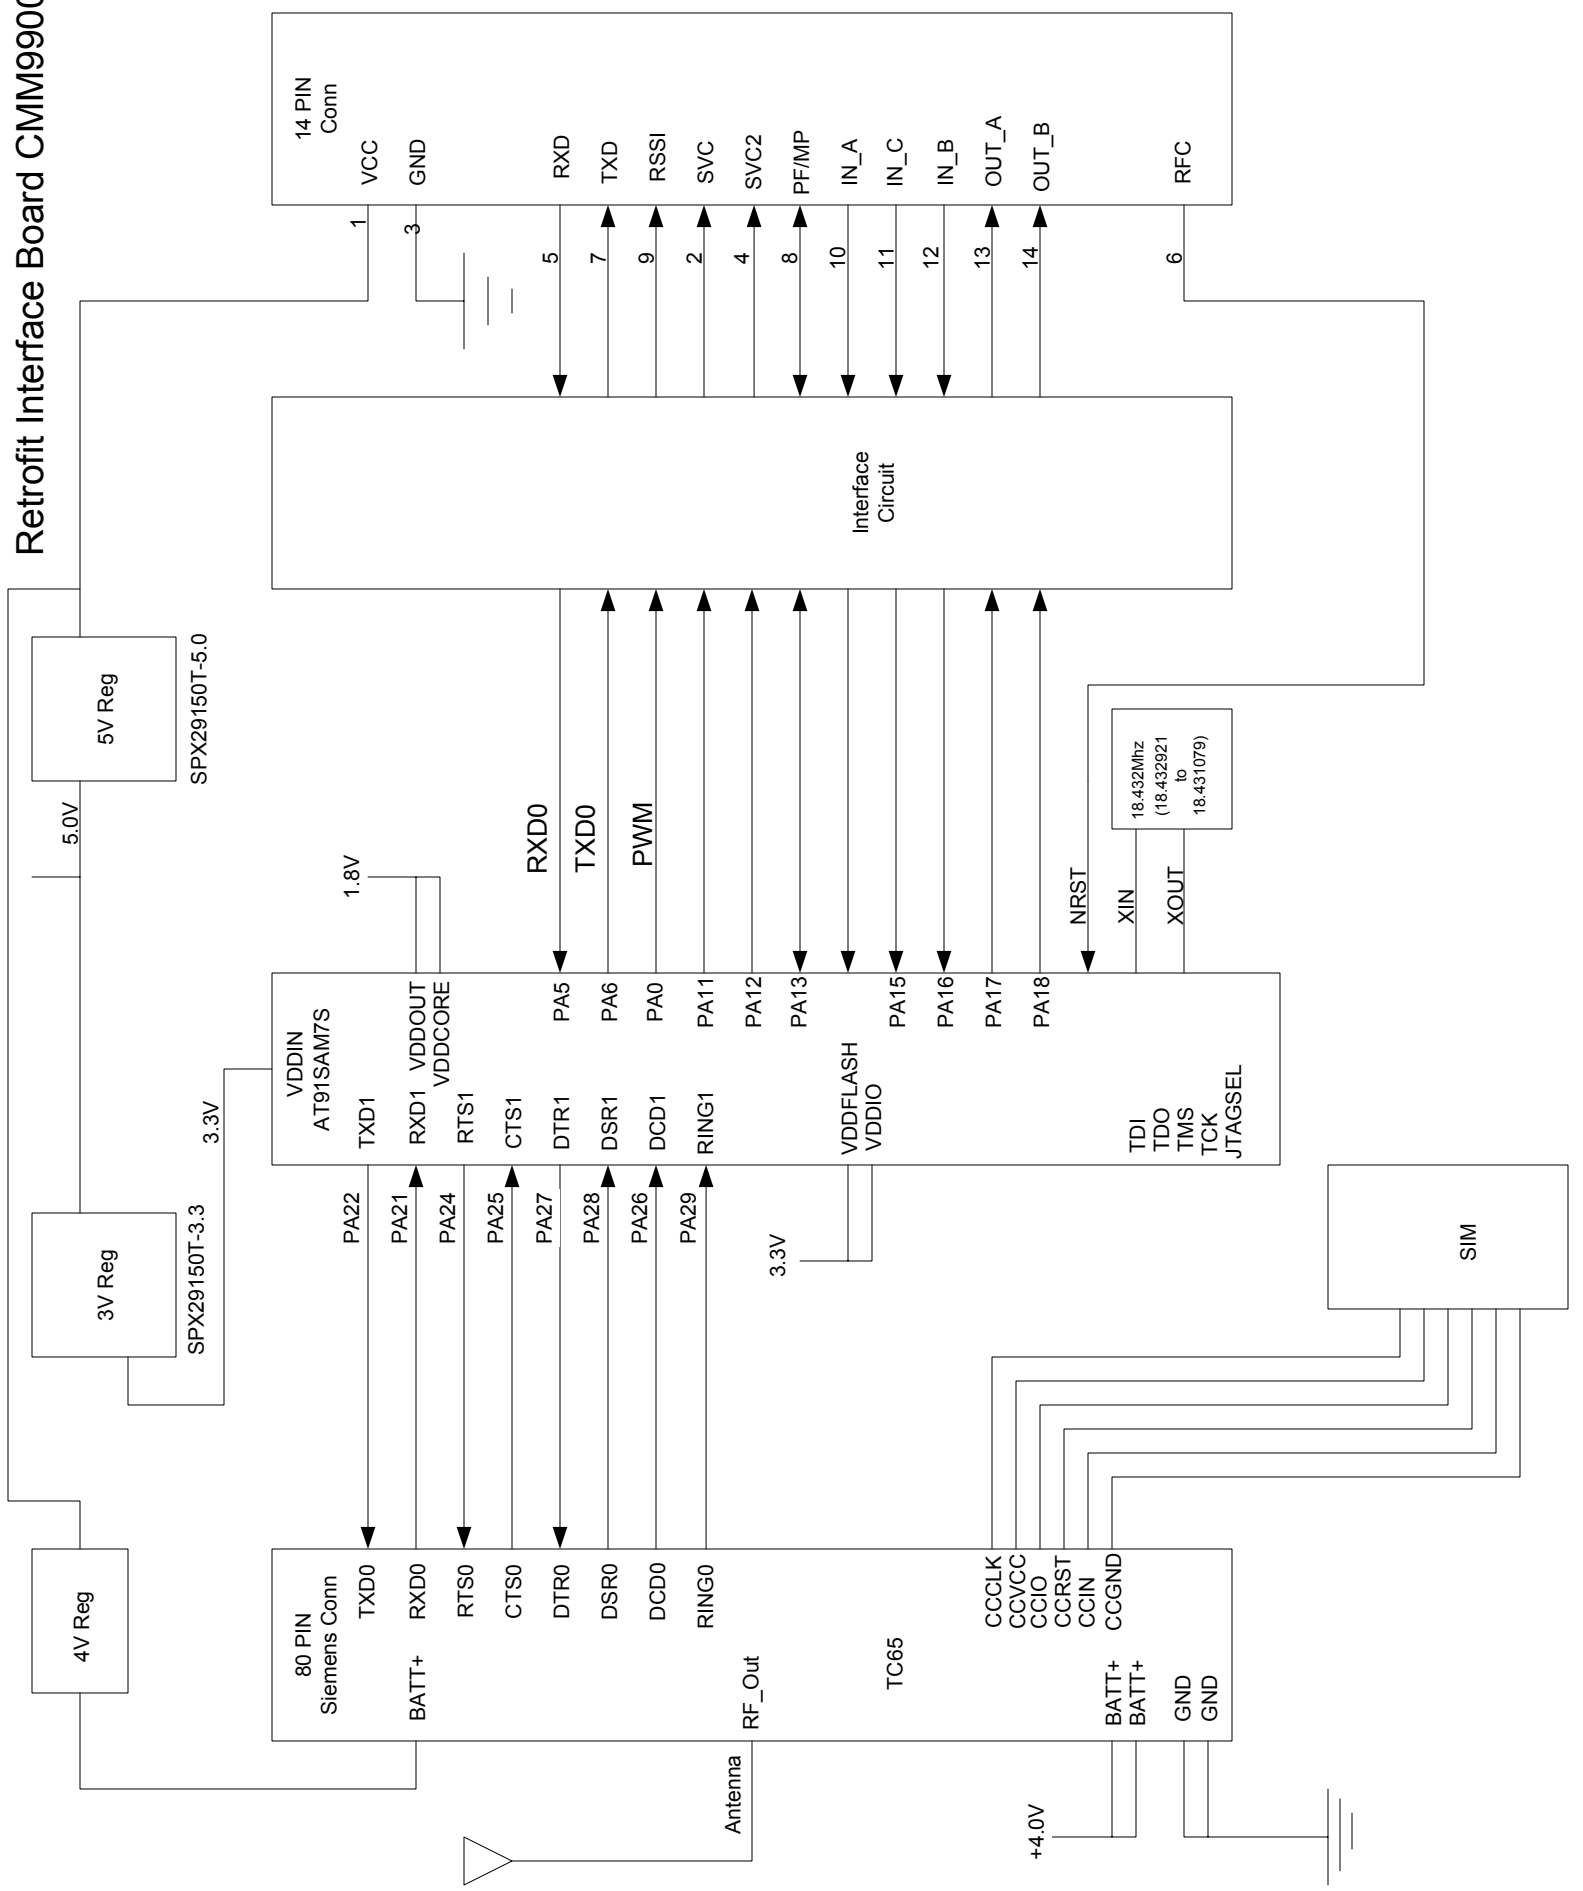 Retrofit Interface Board CMM9900
4V Reg
3V Reg
SPX29150T-3.3
5V Reg
SPX29150T-5.0
5.0V
3.3V
1.8V
80 PIN
Siemens Conn
TXD0
RXD0
RTS0
CTS0
DTR0
DSR0
DCD0
RING0
BATT+
RF_Out
Antenna
TC65
CCCLK
CCVCC
CCIO
CCRST
CCIN
CCGND
BATT+
BATT+
GND
GND
+4.0V
SIM
PA22
PA21
PA24
PA25
PA27
PA28
PA26
PA29
3.3V
VDDIN
AT91SAM7S
TXD1
RXD1
RTS1
CTS1
DTR1
DSR1
DCD1
RING1
VDDOUT
VDDCORE
VDDFLASH
VDDIO
TDI
TDO
TMS
TCK
JTAGSEL
PA5
PA6
PA0
PA11
PA12
PA13
PA15
PA16
PA17
PA18
RXD0
TXD0
PWM
NRST
XIN
XOUT
18.432Mhz
(18.432921
to
18.431079)
Interface
Circuit
1
3
5
7
9
2
4
8
10
11
12
13
14
6
14 PIN
Conn
VCC
GND
RXD
TXD
RSSI
SVC
SVC2
PF/MP
IN_A
IN_C
IN_B
OUT_A
OUT_B
RFC